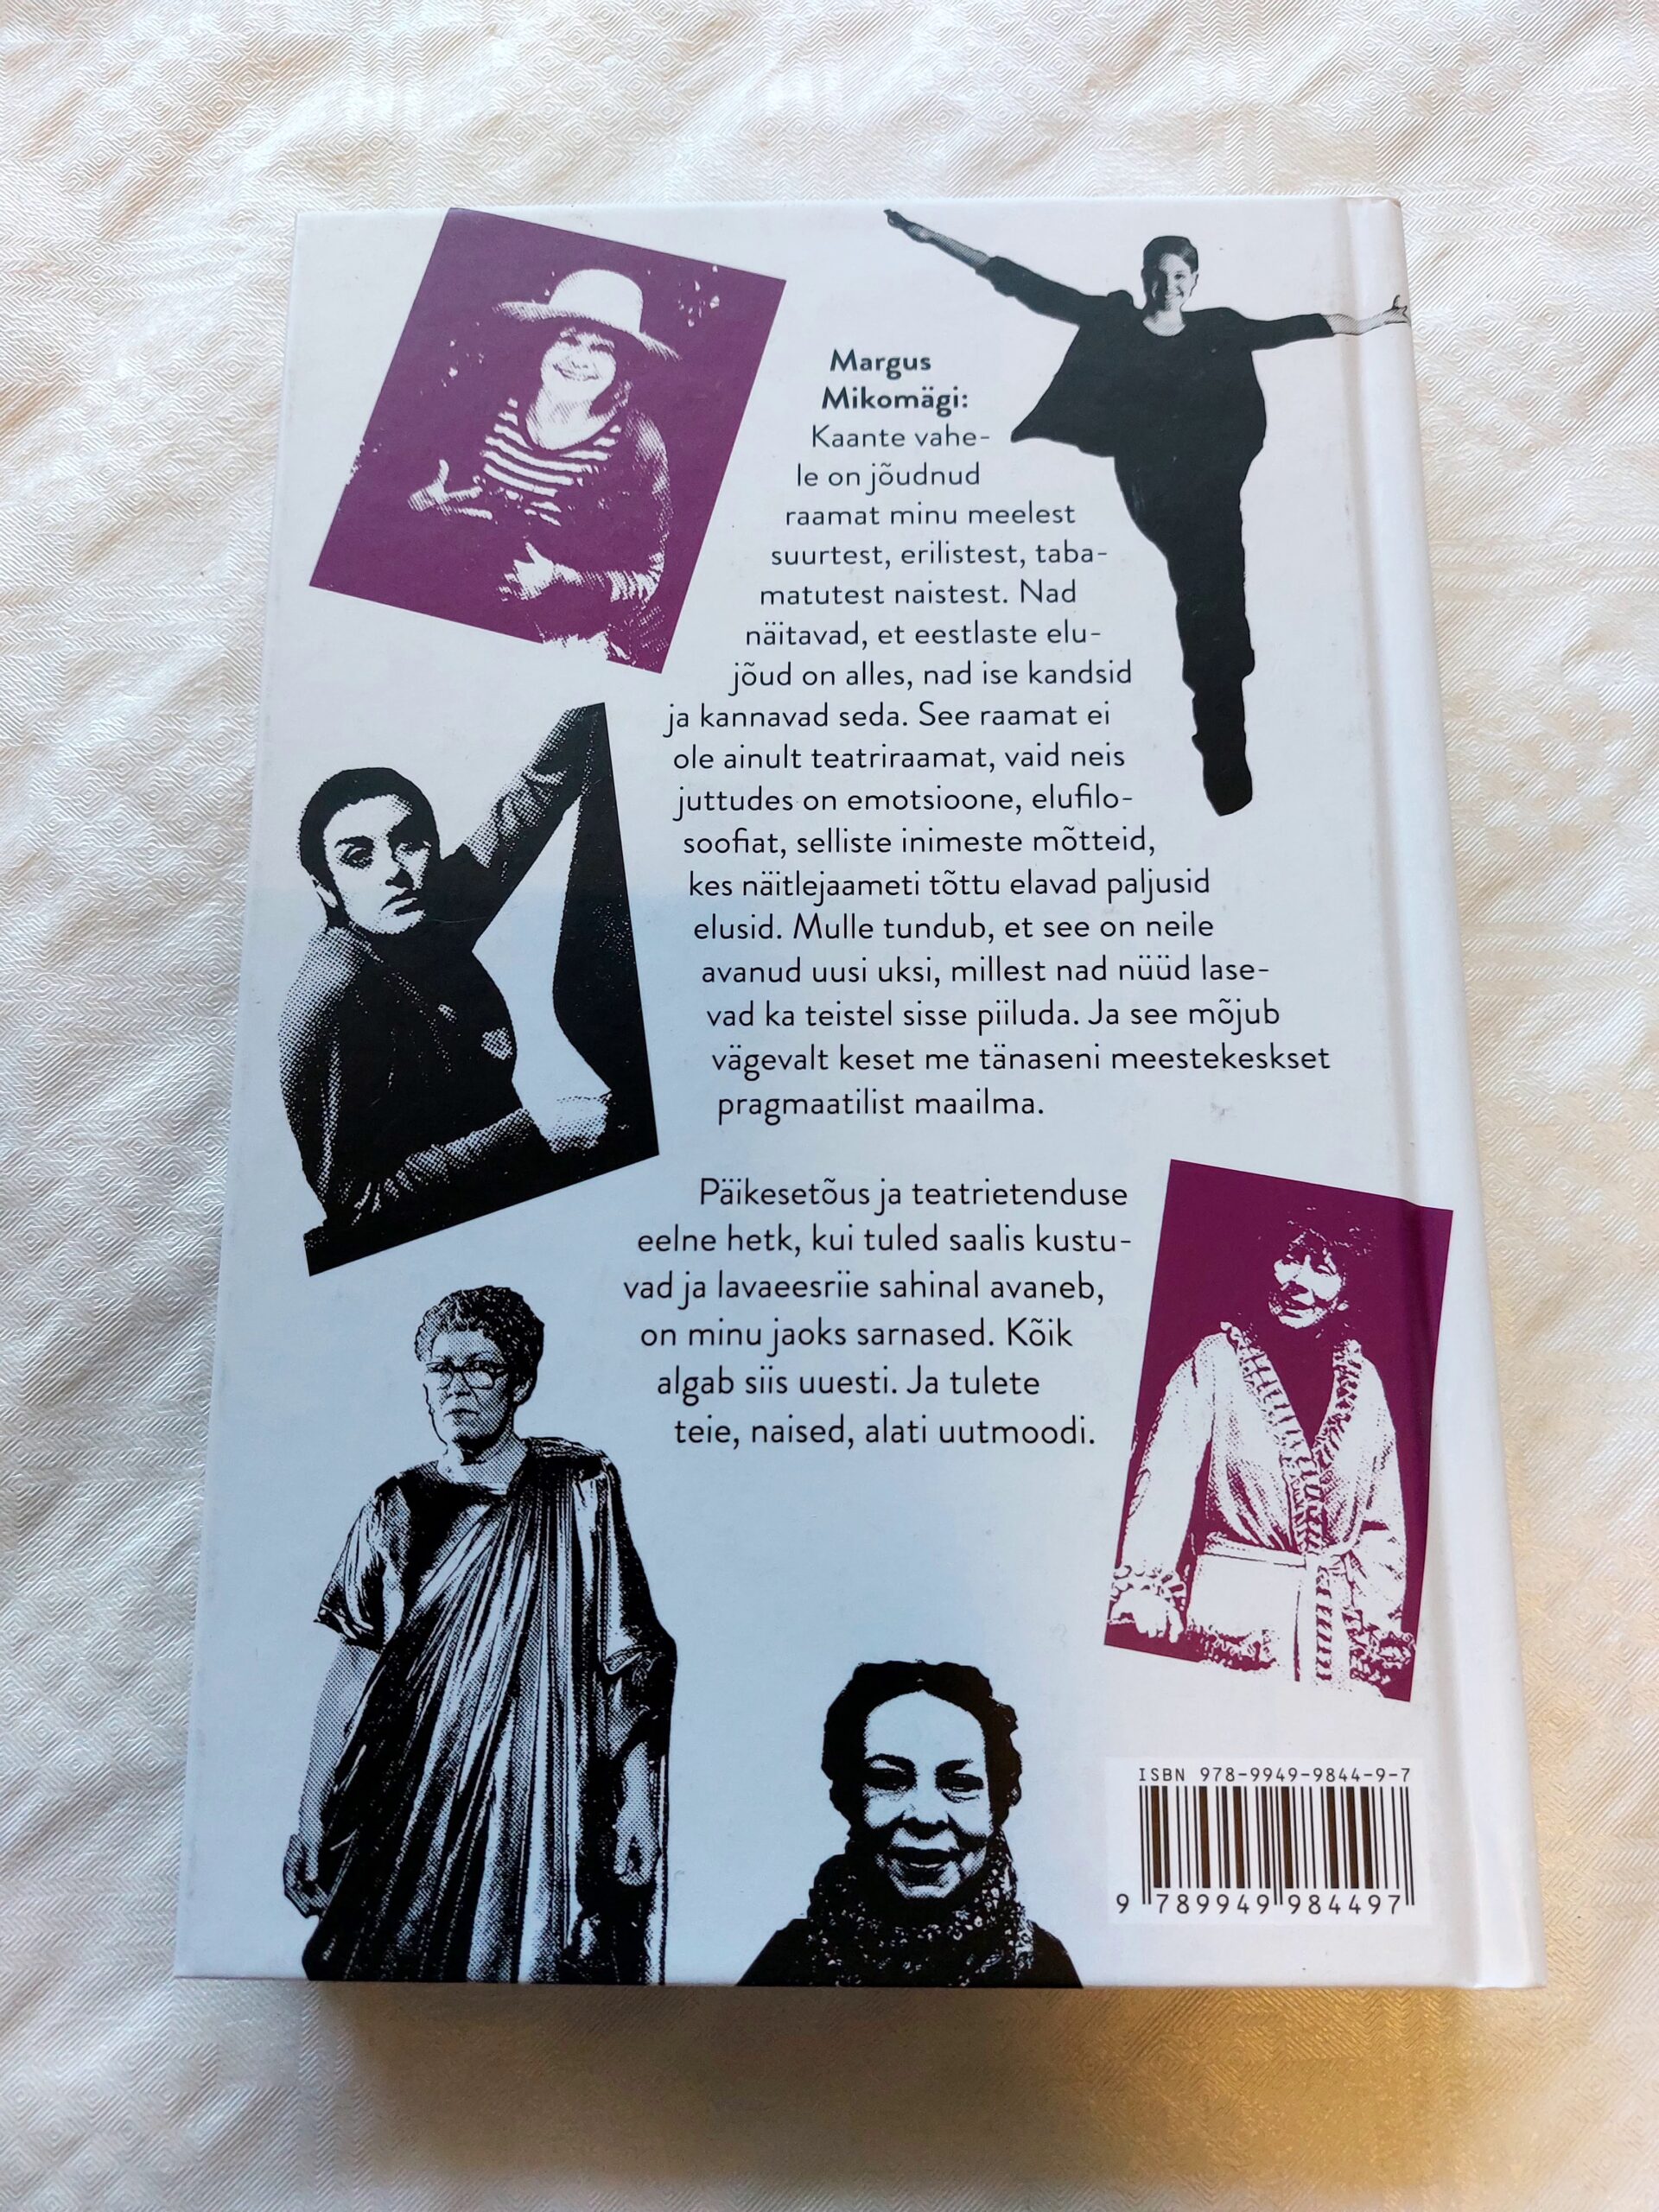 Margus
Mikomägi:
Kaante vahe-
le on jõudnud
raamat minu meelest
suurtest, erilistest, taba-
matutest naistest. Nad
näitavad, et eestlaste elu-
jõud on alles, nad ise kandsid
ja kannavad seda. See raamat ei
ole ainult teatriraamat, vaid neis
juttudes on emotsioone, elufilo-
soofiat, selliste inimeste mõtteid,
kes näitlejaameti tõttu elavad paljusid
elusid. Mulle tundub, et see on neile
avanud uusi uksi, millest nad nüüd lase-
vad ka teistel sisse piiluda. Ja see mõjub
vägevalt keset me tänaseni meestekeskset
pragmaatilist maailma.
Päikesetõus ja teatrietenduse
eelne hetk, kui tuled saalis kustu-
vad ja lavaeesriie sahinal avaneb,
on minu jaoks sarnased. Kõik
algab siis uuesti. Ja tulete
teie, naised, alati uutmoodi.
ISBN 978-9949-9844-9-7
9 789949 984497